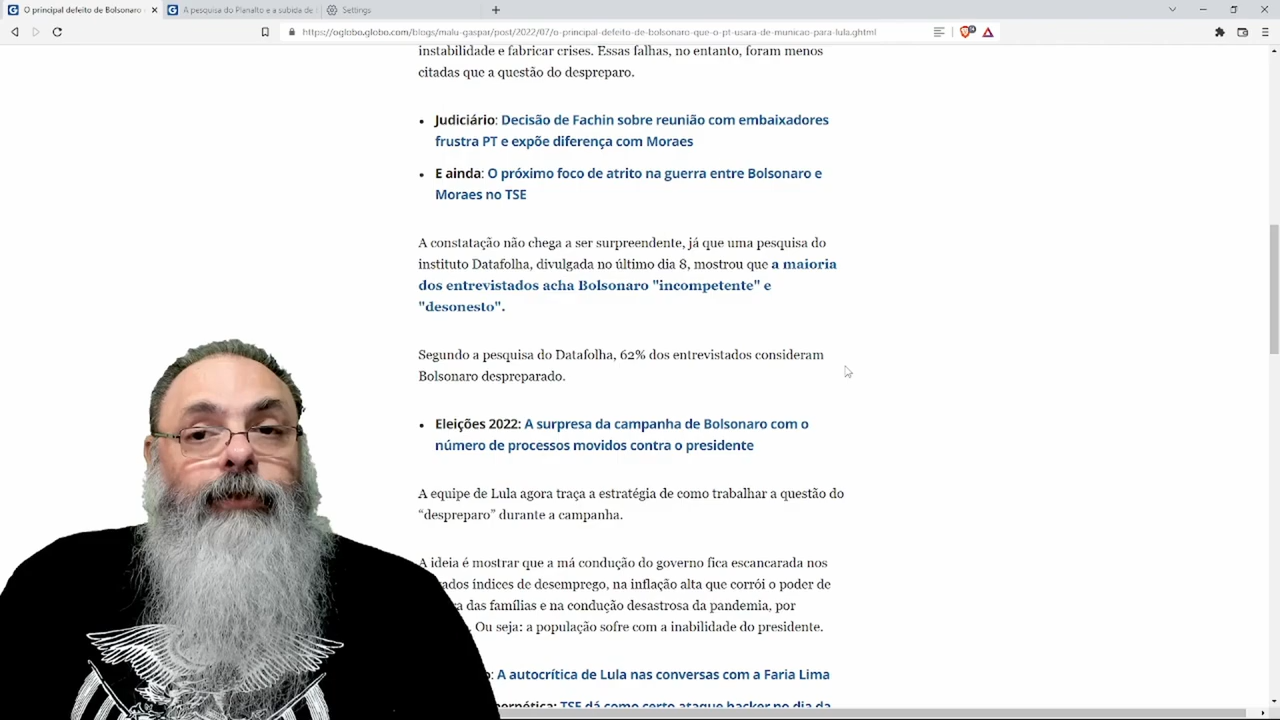 O principal defeito de Bolsonaro
A pesquisa do Planalto e a subida de
Settings
https://oglobo.globo.com/blogs/malu-gaspar/post/2022/07/o-principal-defeito-de-bolsonaro-que-o-pt-usara-de-municao-para-lula.ghtml
instabilidade e fabricar crises. Essas falhas, no entanto, foram menos
citadas que a questão do despreparo.
• Judiciário: Decisão de Fachin sobre reunião com embaixadores
frustra PT e expõe diferença com Moraes
• E ainda: O próximo foco de atrito na guerra entre Bolsonaro e
Moraes no TSE
A constatação não chega a ser surpreendente, já que uma pesquisa do
instituto Datafolha, divulgada no último dia 8, mostrou que a maioria
dos entrevistados acha Bolsonaro "incompetente" e
"desonesto".
Segundo a pesquisa do Datafolha, 62% dos entrevistados consideram
Bolsonaro despreparado.
• Eleições 2022: A surpresa da campanha de Bolsonaro com o
número de processos movidos contra o presidente
A equipe de Lula agora traça a estratégia de como trabalhar a questão do
“despreparo” durante a campanha.
A ideia é mostrar que a má condução do governo fica escancarada nos
índices de desemprego, na inflação alta que corrói o poder de
das famílias e na condução desastrosa da pandemia, por
Ou seja: a população sofre com a inabilidade do presidente.
: A autocrítica de Lula nas conversas com a Faria Lima
TSE dá como certo ataque hacker no dia da